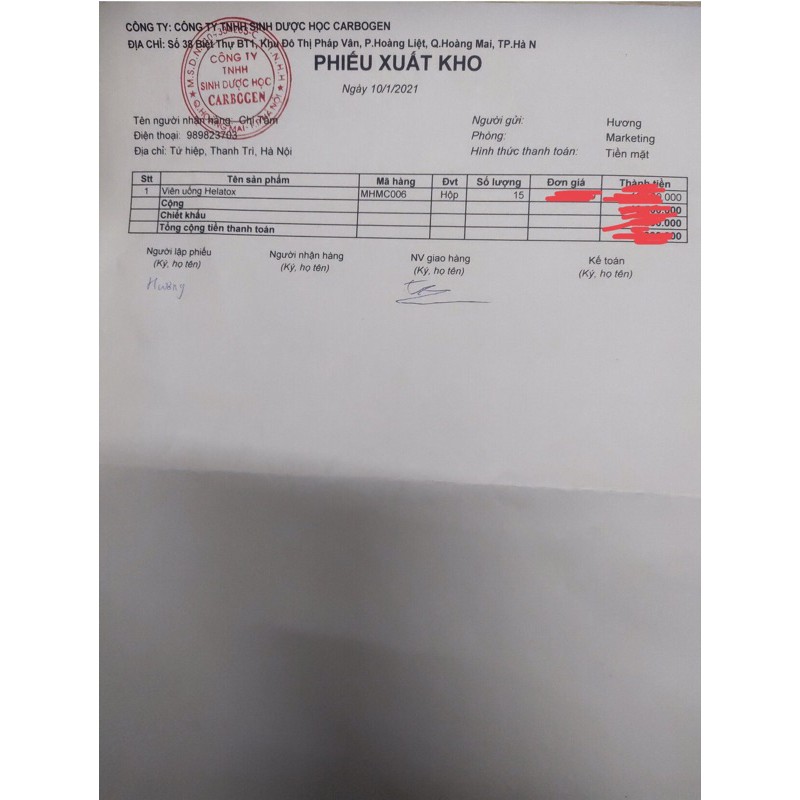 CÔNG TY: CÔNG TY TNHH SINH DƯỢC HỌC CARBOGEN
ĐỊA CHỈ: Số 38 Biệt Thự BT1, Khu Đô Thị Pháp Vân, P.Hoàng Liệt, Q.Hoàng Mai, TP.Hà N
CÔNG TY
TNHH
SINH DƯỢC HỌC
CARBOGEN
PHIẾU XUẤT KHO
Ngày 10/1/2021
Tên người nhận hàng: Chị Tâm
Người gửi: Hương
Điện thoại: 989823703
Phòng: Marketing
Địa chỉ: Tứ hiệp, Thanh Trì, Hà Nội
Hình thức thanh toán: Tiền mặt
Stt Tên sản phẩm Mã hàng Đvt Số lượng Đơn giá Thành tiền
1 Viên uống Helatox MHMC006 Hộp 15 000
Cộng 000
Chiết khấu 000
Tổng cộng tiền thanh toán 000
Người lập phiếu Người nhận hàng NV giao hàng Kế toán
(Ký, họ tên) (Ký, họ tên) (Ký, họ tên) (Ký, họ tên)
Hương